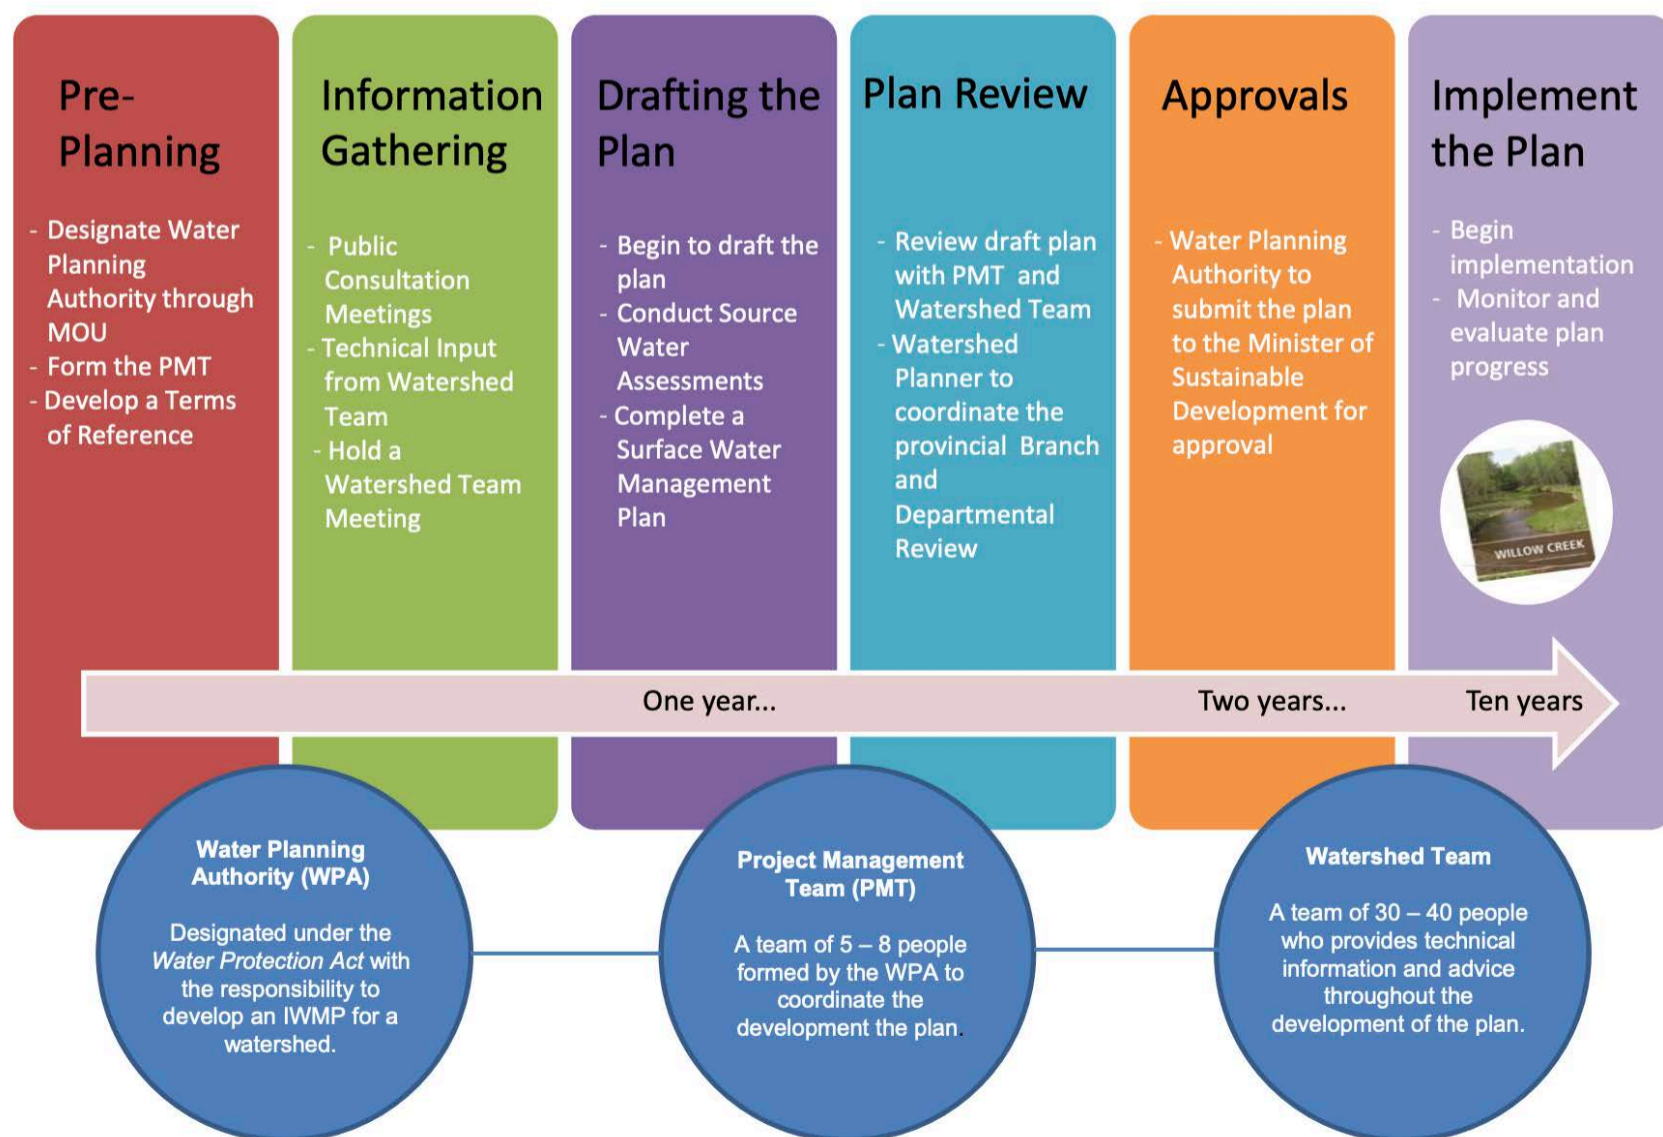 Pre-
Planning
- Designate Water
Planning
Authority through
MOU
- Form the PMT
- Develop a Terms
of Reference
Information
Gathering
- Public
Consultation
Meetings
- Technical Input
from Watershed
Team
- Hold a
Watershed Team
Meeting
Drafting the
Plan
- Begin to draft the
plan
- Conduct Source
Water
Assessments
- Complete a
Surface Water
Management
Plan
Plan Review
- Review draft plan
with PMT and
Watershed Team
- Watershed
Planner to
coordinate the
provincial Branch
and
Departmental
Review
Approvals
- Water Planning
Authority to
submit the plan
to the Minister of
Sustainable
Development for
approval
Implement
the Plan
- Begin
implementation
- Monitor and
evaluate plan
progress
WILLOW CREEK
One year...
Two years...
Ten years
Water Planning
Authority (WPA)
Designated under the
Water Protection Act with
the responsibility to
develop an IWMP for a
watershed.
Project Management
Team (PMT)
A team of 5 – 8 people
formed by the WPA to
coordinate the
development the plan.
Watershed Team
A team of 30 – 40 people
who provides technical
information and advice
throughout the
development of the plan.